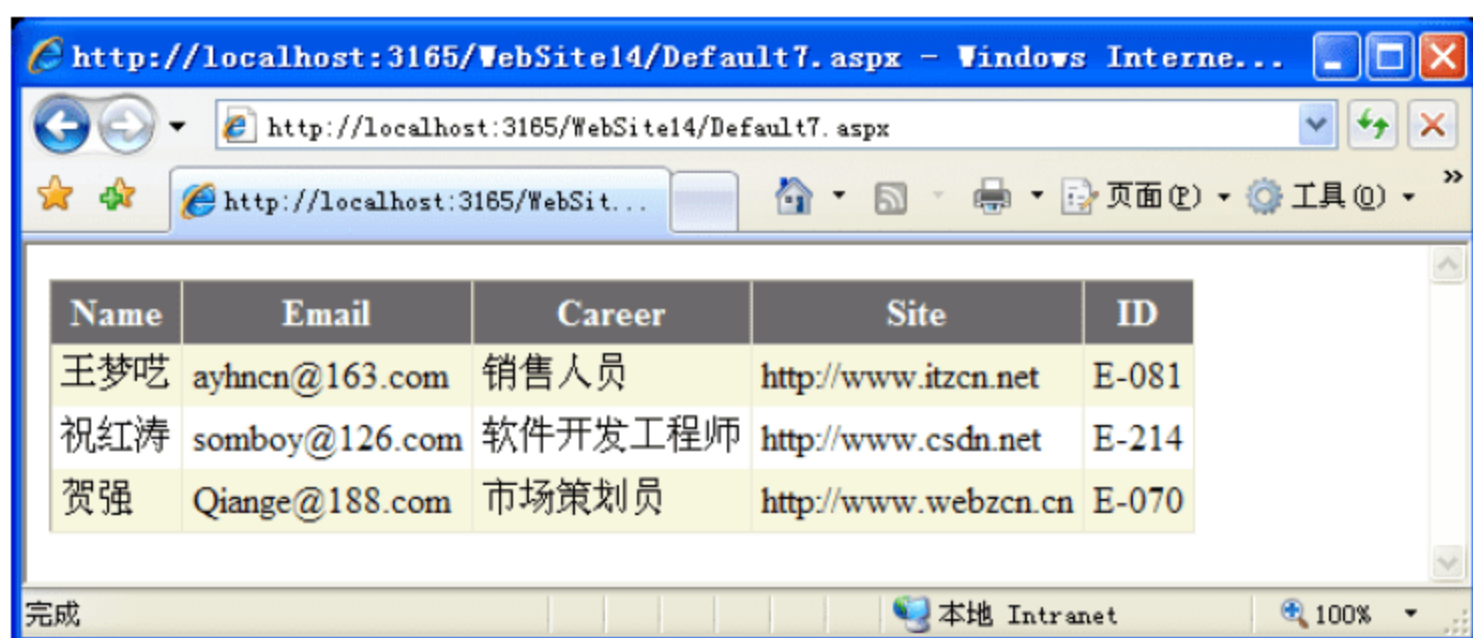 http://localhost:3165/WebSite14/Default7.aspx - Windows Interne...
http://localhost:3165/WebSite14/Default7.aspx
http://localhost:3165/WebSit... 页面(P) 工具(O) »
Name Email Career Site ID
王梦呓 ayhncn@163.com 销售人员 http://www.itzcn.net E-081
祝红涛 somboy@126.com 软件开发工程师 http://www.csdn.net E-214
贺强 Qiange@188.com 市场策划员 http://www.webzcn.cn E-070
完成 本地 Intranet 100%